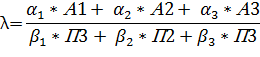 λ= α₁ * A1 + α₂ * A2 + α₃ * A3
β₁ * П3 + β₂ * П2 + β₃ * П3